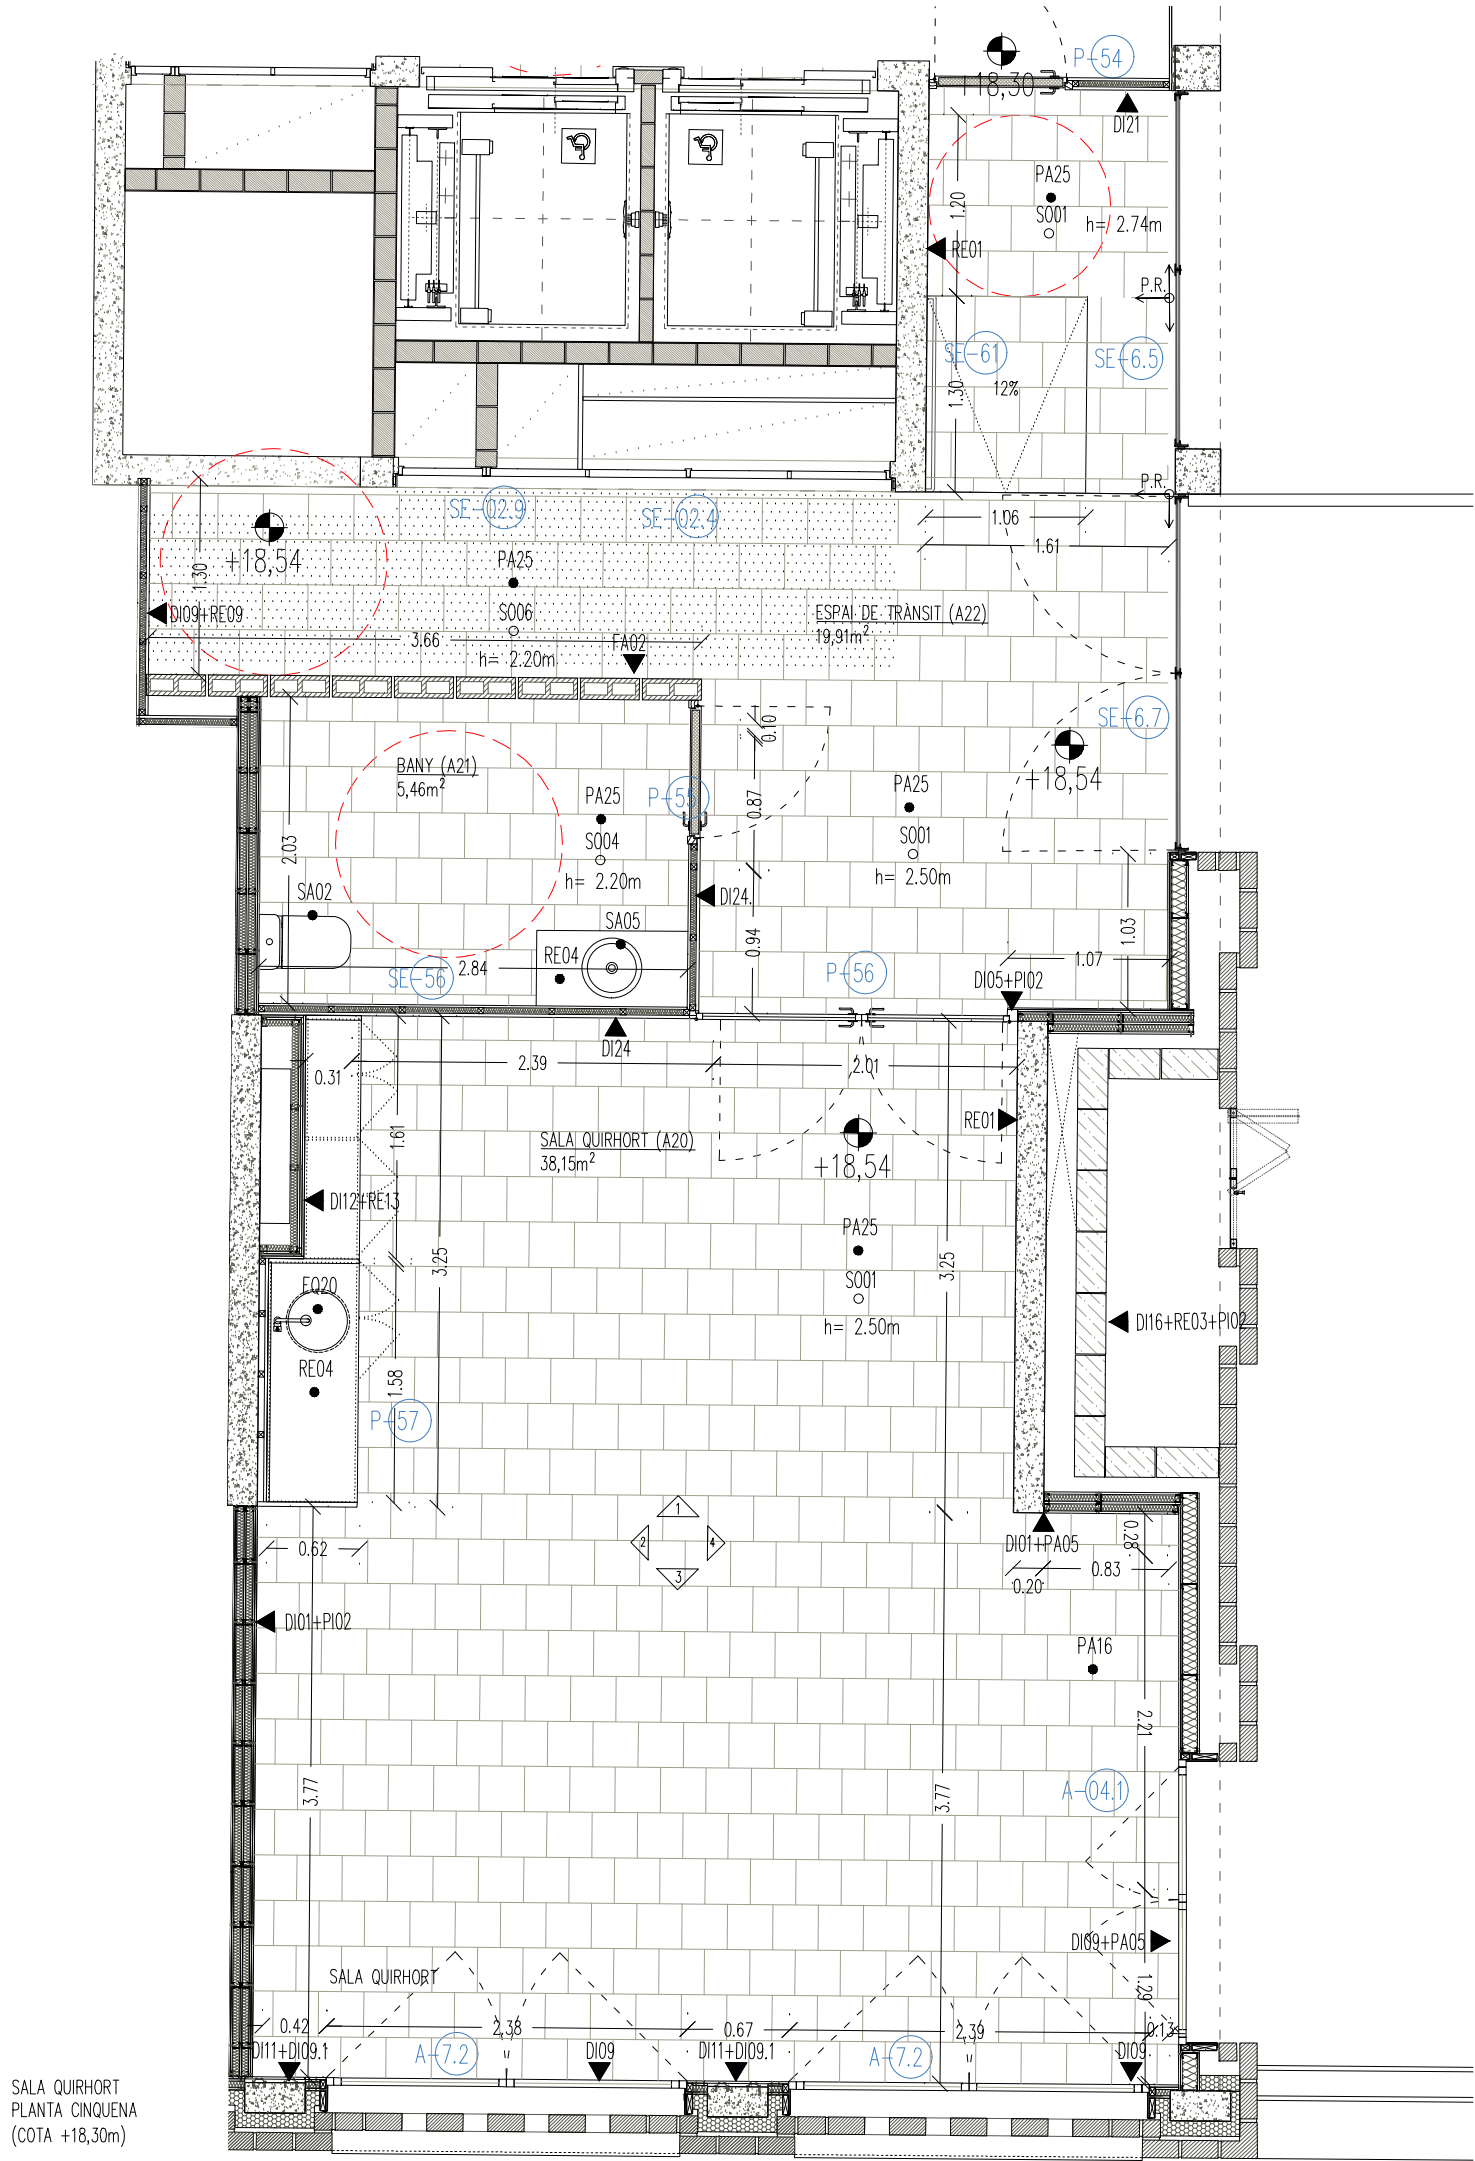 P-54
+18,30
DI21
PA25
S001
h= 2.74m
1.20
RE01
P.R.
SE-61
SE-6.5
12%
1.30
P.R.
SE-02.9
SE-02.4
1.06
1.61
+18,54
PA25
1.30
DI09+RE09
S006
ESPAI DE TRÀNSIT (A22)
19,91m²
3.66
FA02
h= 2.20m
SE-6.7
0.10
+18,54
BANY (A21)
5,46m²
PA25
P-55
0.87
PA25
2.03
S004
S001
h= 2.20m
h= 2.50m
SA02
DI24.
SA05
0.94
1.03
RE04
2.84
SE-56
P-56
1.07
DI05+PI02
DI24
0.31
2.39
2.01
1.61
RE01
SALA QUIRHORT (A20)
38,15m²
+18,54
DI12+RE13
PA25
3.25
3.25
S001
EQ20
h= 2.50m
DI16+RE03+PI02
RE04
1.58
P-57
1
2
4
3
0.62
DI01+PA05
0.28
0.83
0.20
DI01+PI02
PA16
2.21
3.77
3.77
A-04.1
DI09+PA05
SALA QUIRHORT
1.29
0.42
2.38
0.67
2.39
0.13
DI11+DI09.1
A-7.2
DI09
DI11+DI09.1
A-7.2
DI09
SALA QUIRHORT
PLANTA CINQUENA
(COTA +18,30m)